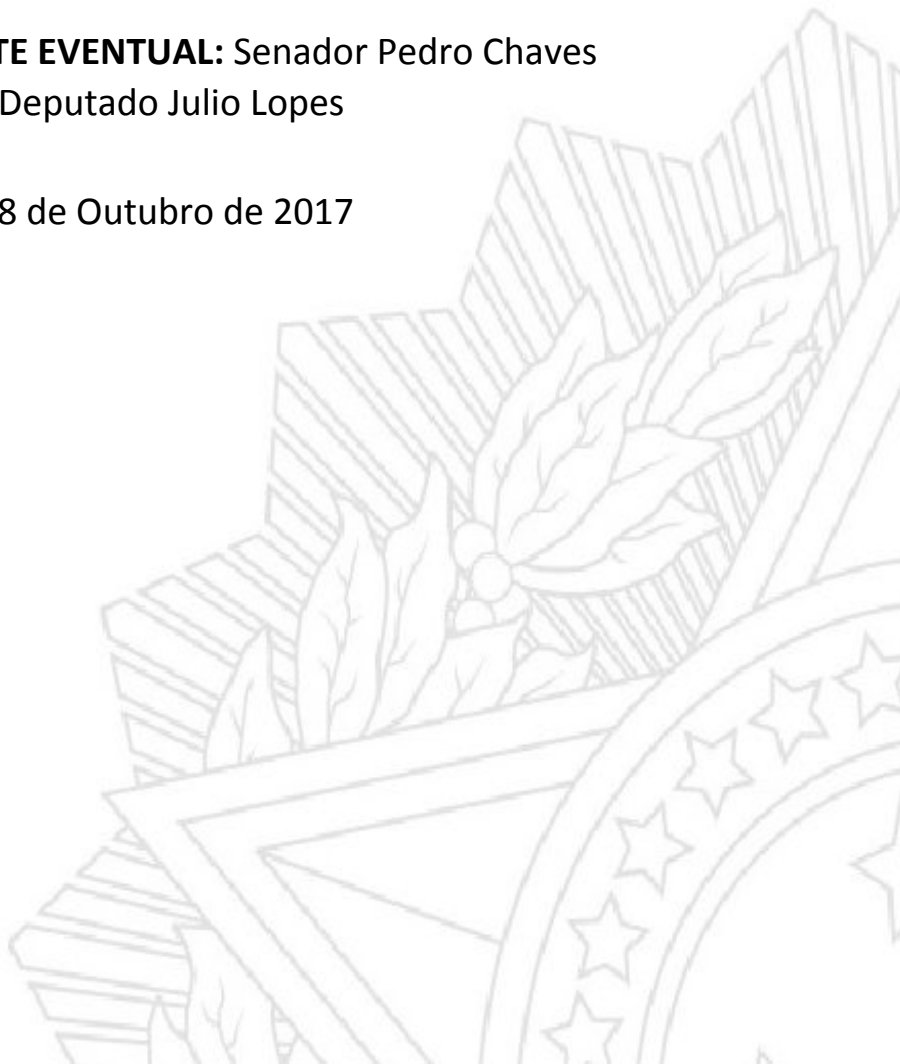 TE EVENTUAL: Senador Pedro Chaves
Deputado Julio Lopes
8 de Outubro de 2017